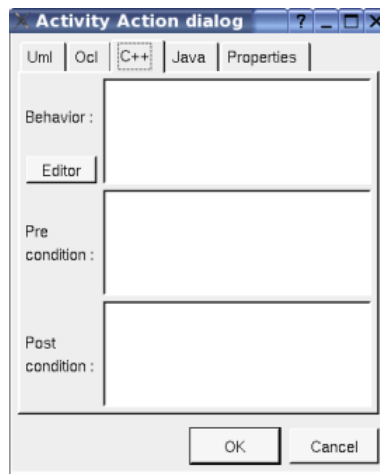 Activity Action dialog
Uml Ocl C++ Java Properties
Behavior :
Editor
Pre
condition :
Post
condition :
OK Cancel